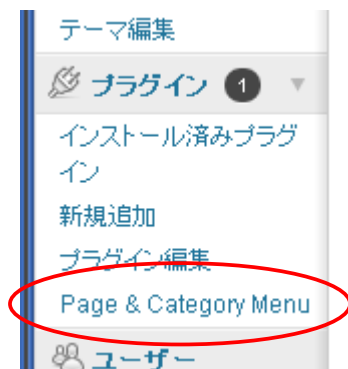 テーマ編集
プラグイン 1
インストール済みプラグ
イン
新規追加
プラグイン編集
Page & Category Menu
ユーザー